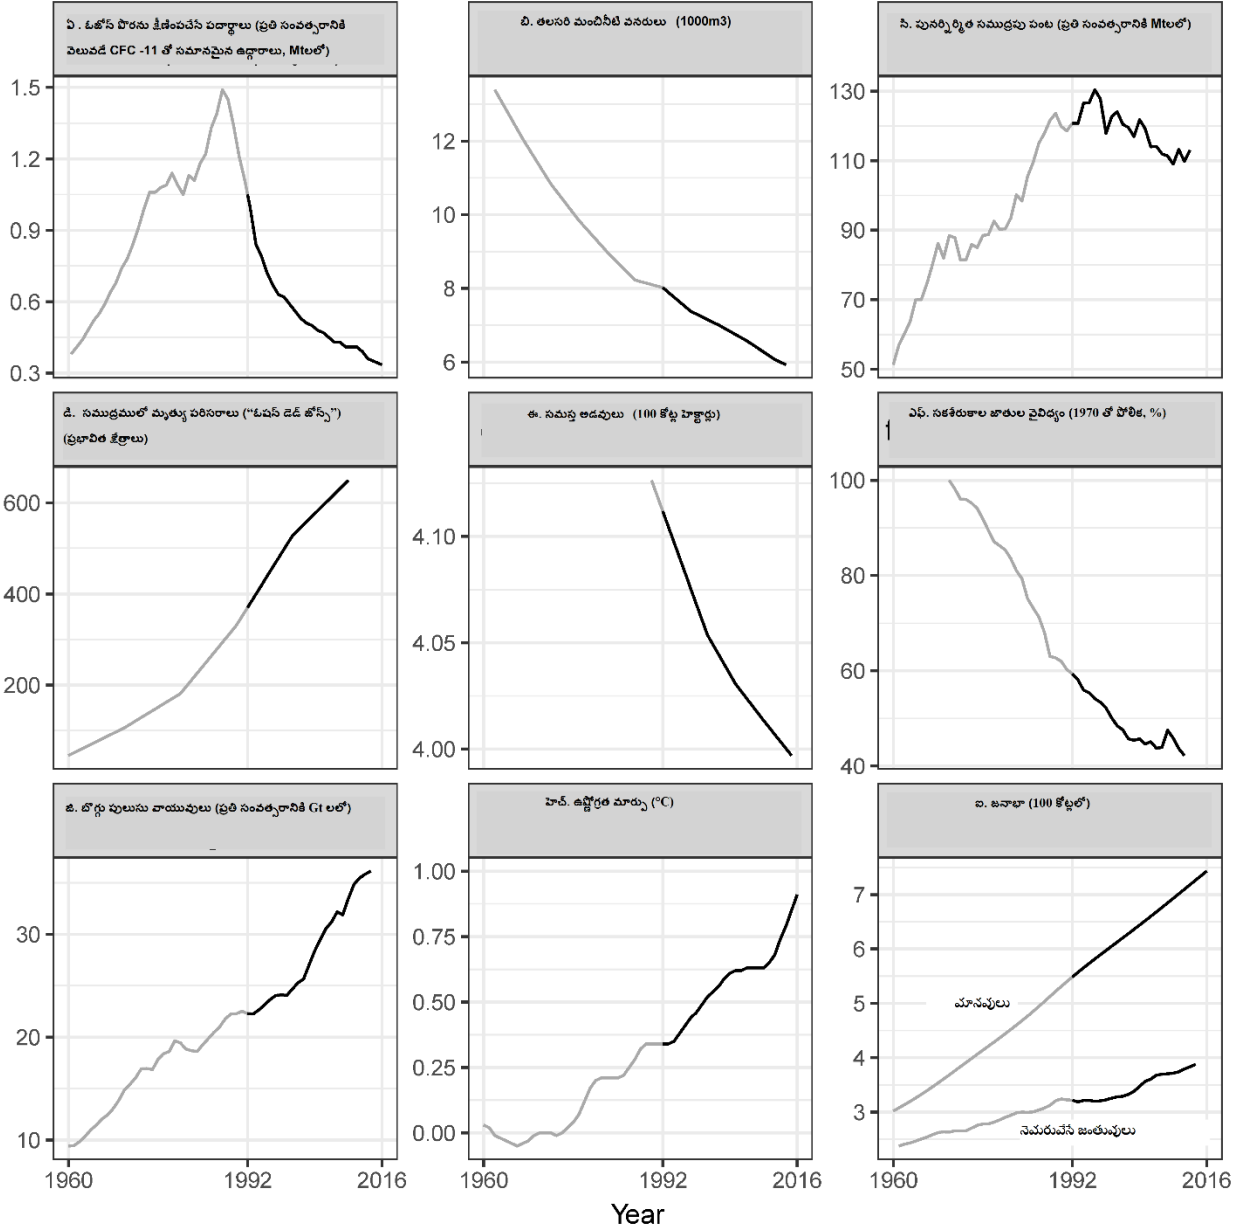 ఏ . ఓజోన్ పొరను క్షీణింపచేసే పదార్థాలు (ప్రతి సంవత్సరానికి
వెలువడే CFC -11 తో సమానమైన ఉద్గారాలు, Mtలలో)
బి. తలసరి మంచినీటి వనరులు (1000m3)
సి. పునర్నిర్మిత సముద్రపు పంట (ప్రతి సంవత్సరానికి Mtలలో)
1.5
1.2
0.9
0.6
0.3
12
10
8
6
130
110
90
70
50
డి. సముద్రములో మృత్యు పరిసరాలు (“ఓషన్ డెడ్ జోన్స్”)
(ప్రభావిత క్షేత్రాలు)
ఈ. సమస్త అడవులు (100 కోట్ల హెక్టార్లు)
ఎఫ్. సకశేరుకాల జాతుల వైవిధ్యం (1970 తో పోలిక, %)
600
400
200
4.10
4.05
4.00
100
80
60
40
జి. బొగ్గు పులుసు వాయువులు (ప్రతి సంవత్సరానికి Gt లలో)
హెచ్. ఉష్ణోగ్రత మార్పు (°C)
ఐ. జనాభా (100 కోట్లలో)
30
20
10
1.00
0.75
0.50
0.25
0.00
7
6
5
4
3
మానవులు
నెమరువేసే జంతువులు
1960 1992 2016
1960 1992 2016
1960 1992 2016
Year